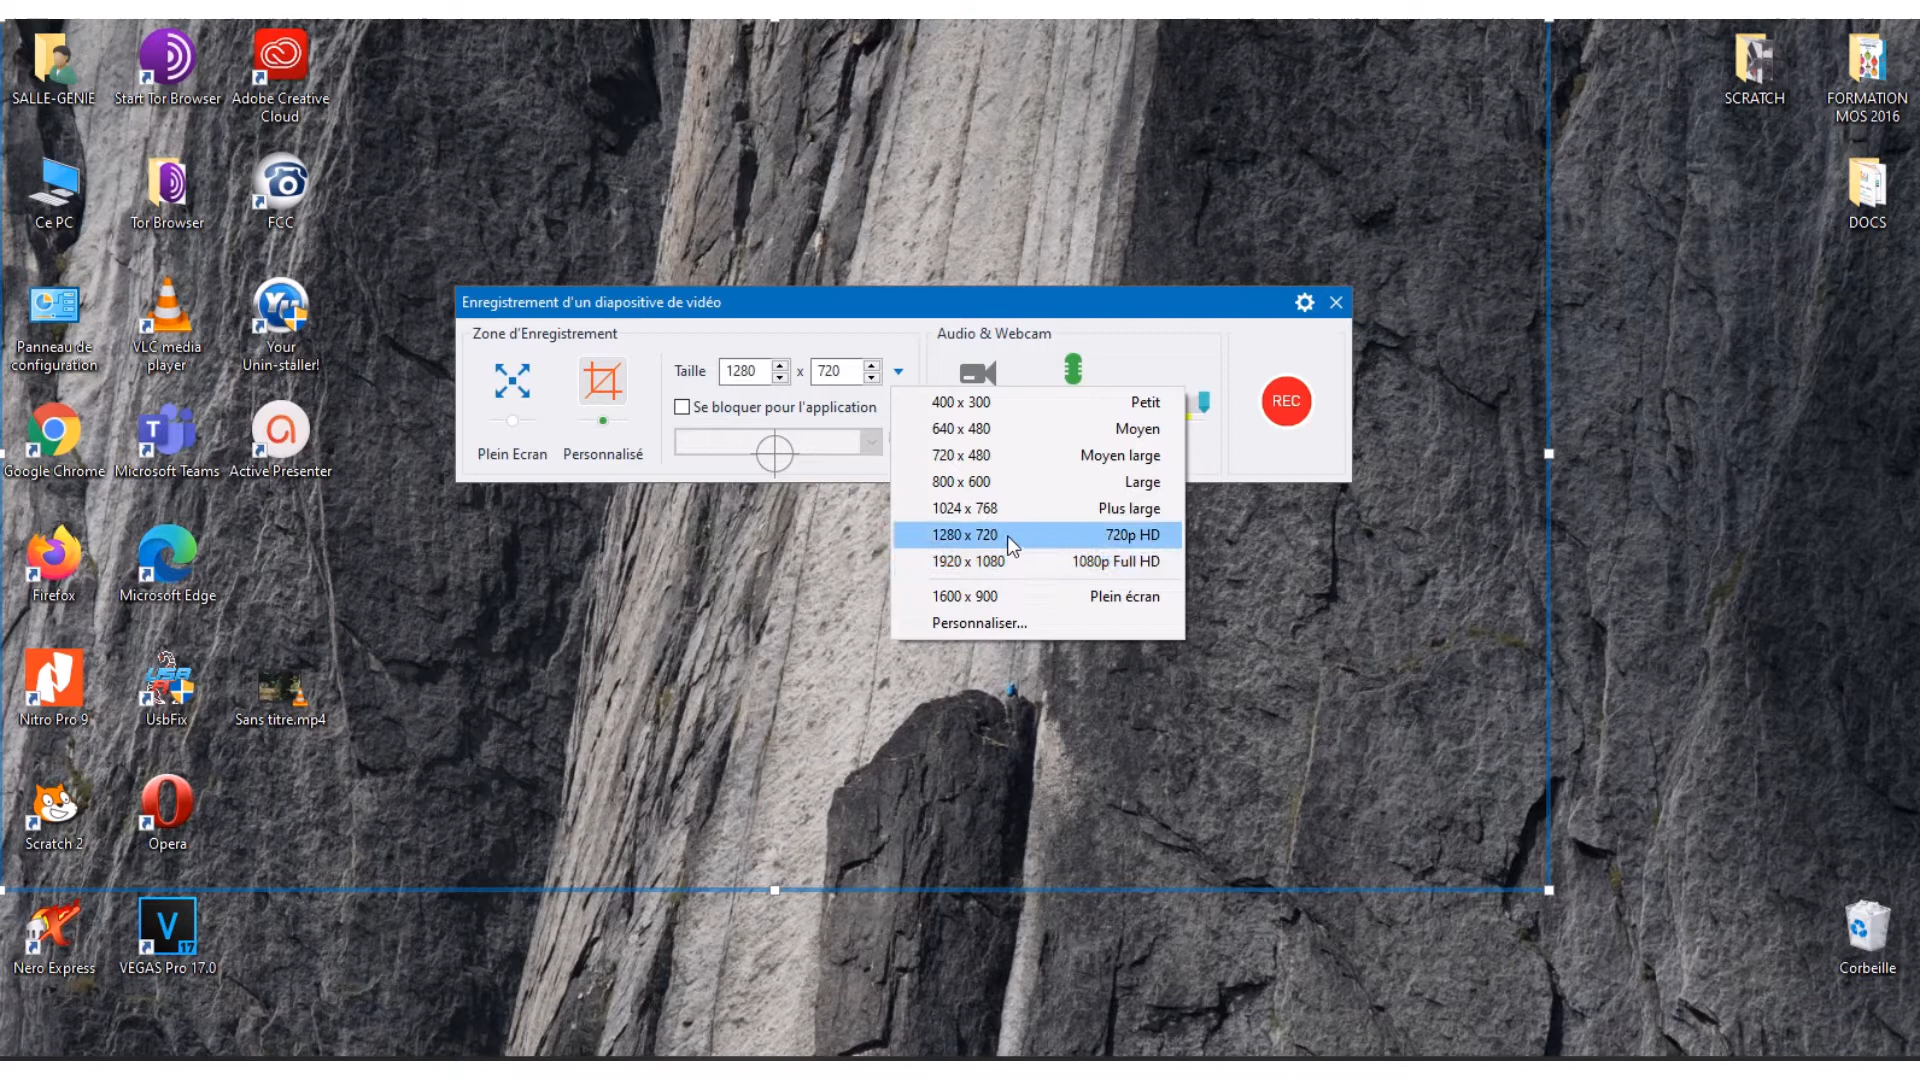 SALLE-GENIE
Start Tor Browser
Adobe Creative
Cloud
SCRATCH
FORMATION
MOS 2016
Ce PC
Tor Browser
FCC
DOCS
Panneau de
configuration
VLC media
player
Your
Unin-staller!
Enregistrement d'un diapositive de vidéo
Zone d'Enregistrement
Audio & Webcam
Taille 1280 x 720
Se bloquer pour l'application
Plein Ecran
Personnalisé
REC
400 x 300 Petit
640 x 480 Moyen
720 x 480 Moyen large
800 x 600 Large
1024 x 768 Plus large
1280 x 720 720p HD
1920 x 1080 1080p Full HD
1600 x 900 Plein écran
Personnaliser...
Google Chrome
Microsoft Teams
Active Presenter
Firefox
Microsoft Edge
Nitro Pro 9
UsbFix
Sans titre.mp4
Scratch 2
Opera
Nero Express
V
17
VEGAS Pro 17.0
Corbeille